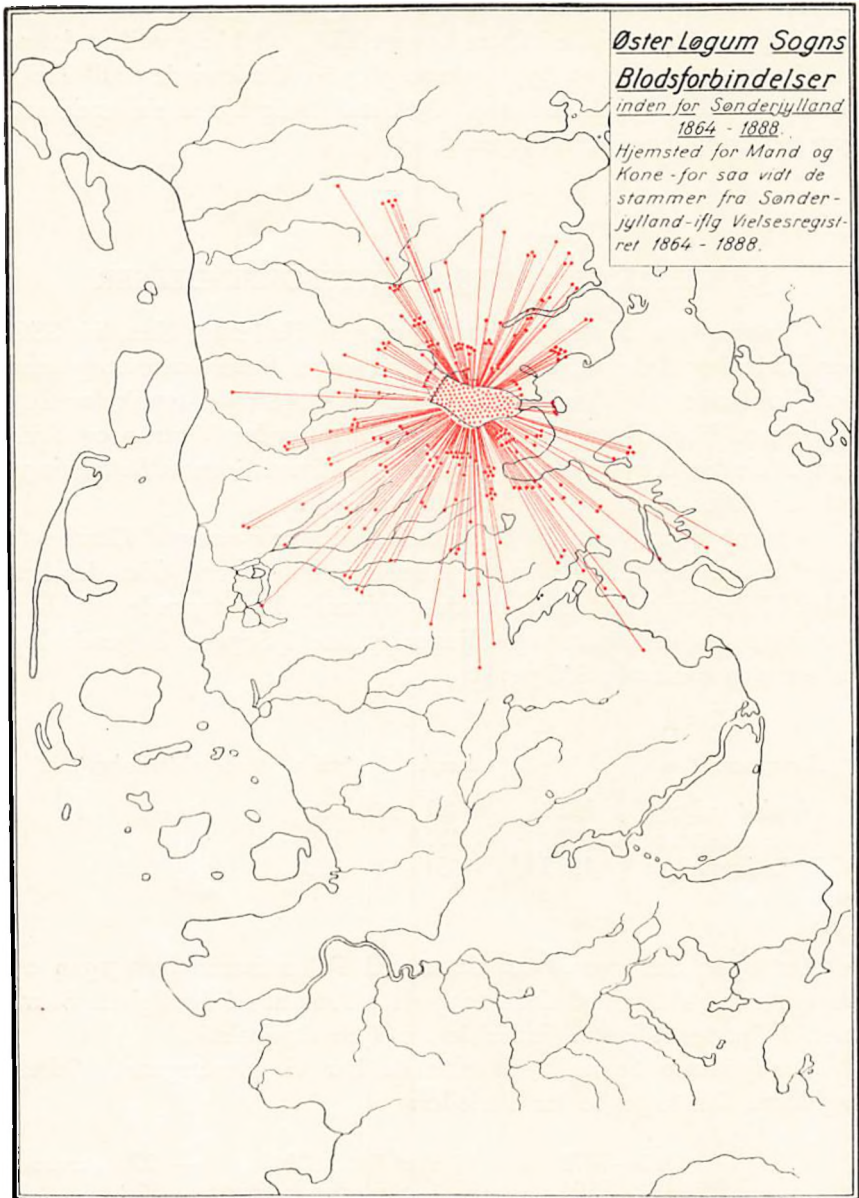 Øster Løgum Sogns
Blodsforbindelser
inden for Sønderjylland
1864 - 1888.
Hjemsted for Mand og
Kone - for saa vidt de
stammer fra Sønder-
jylland - iflg Vielsesregist-
ret 1864 - 1888.